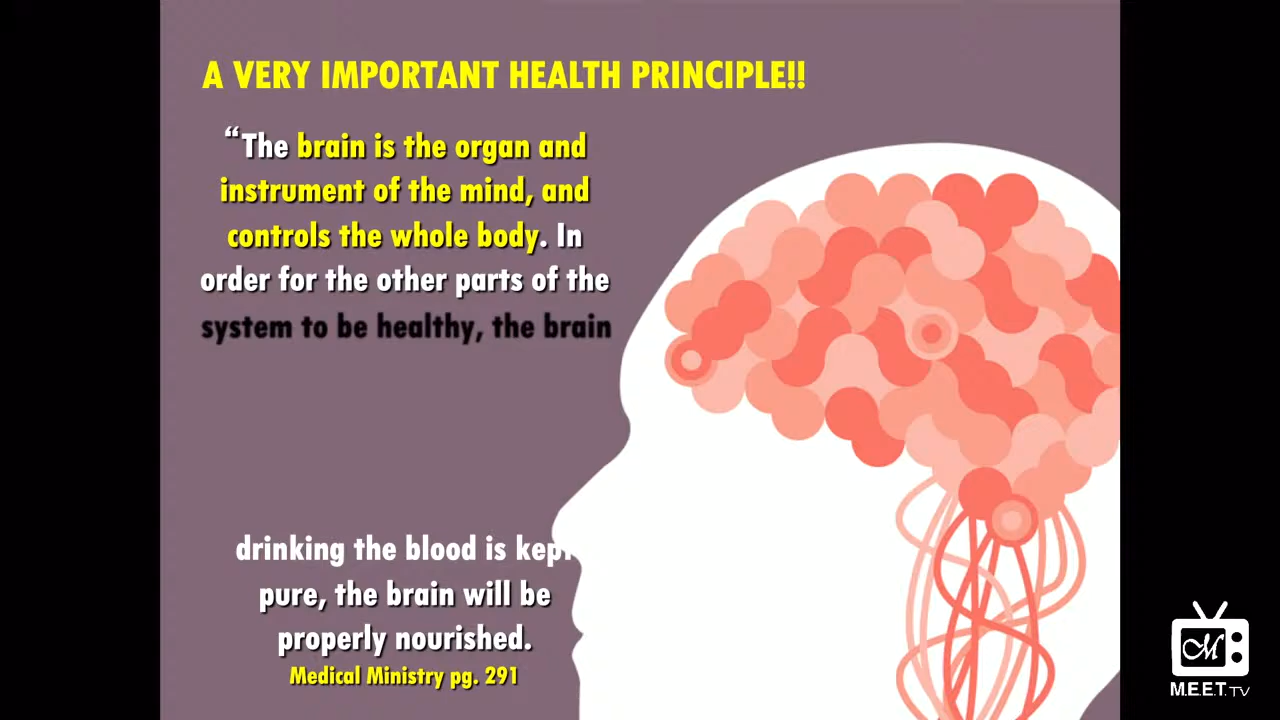 A VERY IMPORTANT HEALTH PRINCIPLE!!
“The brain is the organ and
instrument of the mind, and
controls the whole body. In
order for the other parts of the
system to be healthy, the brain
drinking the blood is kept
pure, the brain will be
properly nourished.
Medical Ministry pg. 291
M
M.E.E.T. TV